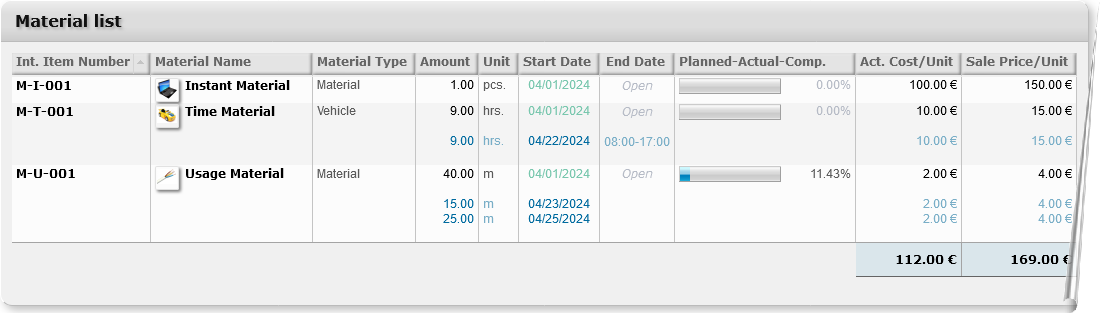 Material list
Int. Item Number Material Name Material Type Amount Unit Start Date End Date Planned-Actual-Comp. Act. Cost/Unit Sale Price/Unit
M-I-001 Instant Material Material 1.00 pcs. 04/01/2024 Open 0.00% 100.00 € 150.00 €
M-T-001 Time Material Vehicle 9.00 hrs. 04/01/2024 Open 0.00% 10.00 € 15.00 €
9.00 hrs. 04/22/2024 08:00-17:00 10.00 € 15.00 €
M-U-001 Usage Material Material 40.00 m 04/01/2024 Open 11.43% 2.00 € 4.00 €
15.00 m 04/23/2024 2.00 € 4.00 €
25.00 m 04/25/2024 2.00 € 4.00 €
112.00 € 169.00 €